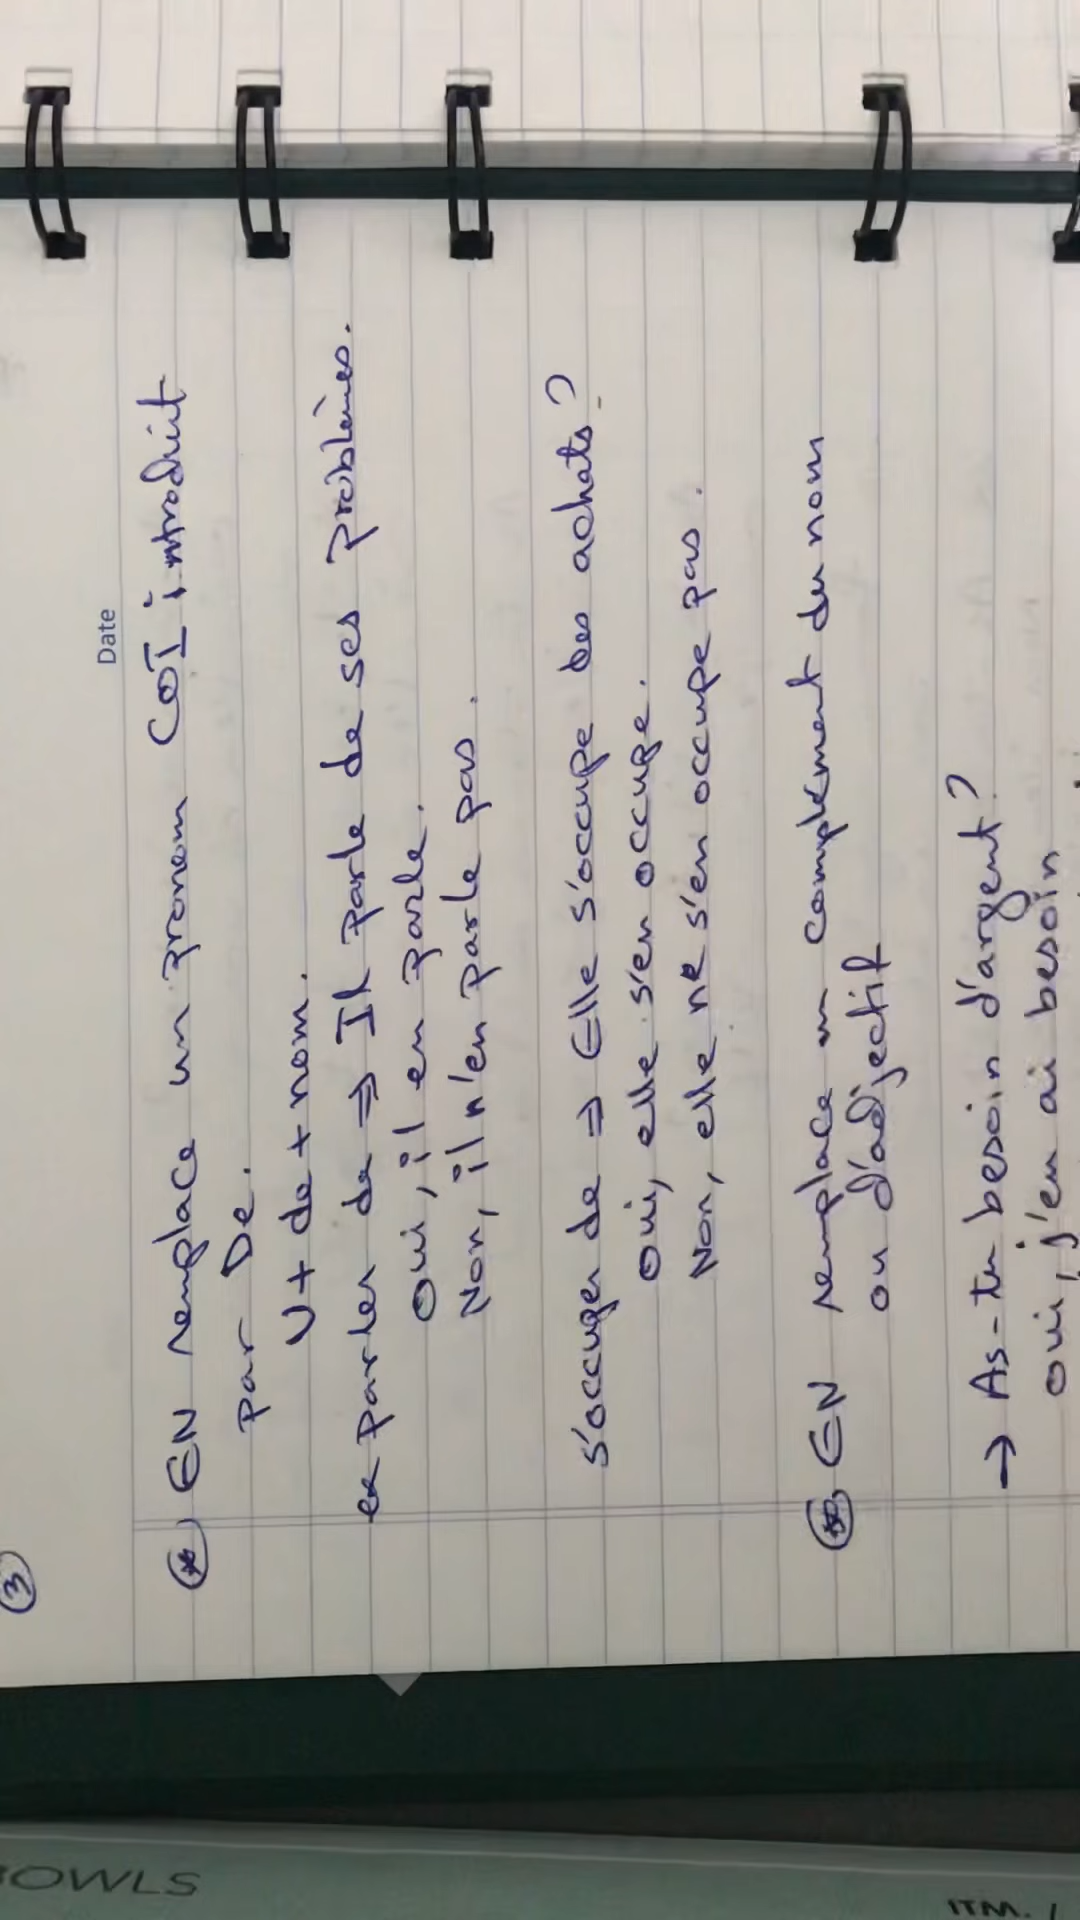 ③
Date
* EN remplace un pronom COI introduit
par De.
V + de + nom.
ex parler de ⇒ Il parle de ses problèmes.
Oui, il en parle.
Non, il n'en parle pas.
s'occuper de ⇒ Elle s'occupe des achats ?
Oui, elle s'en occupe.
Non, elle ne s'en occupe pas.
* EN remplace un complément du nom
ou d'adjectif
→ As-tu besoin d'argent ?
Oui, j'en ai besoin
BOWLS
ITM.